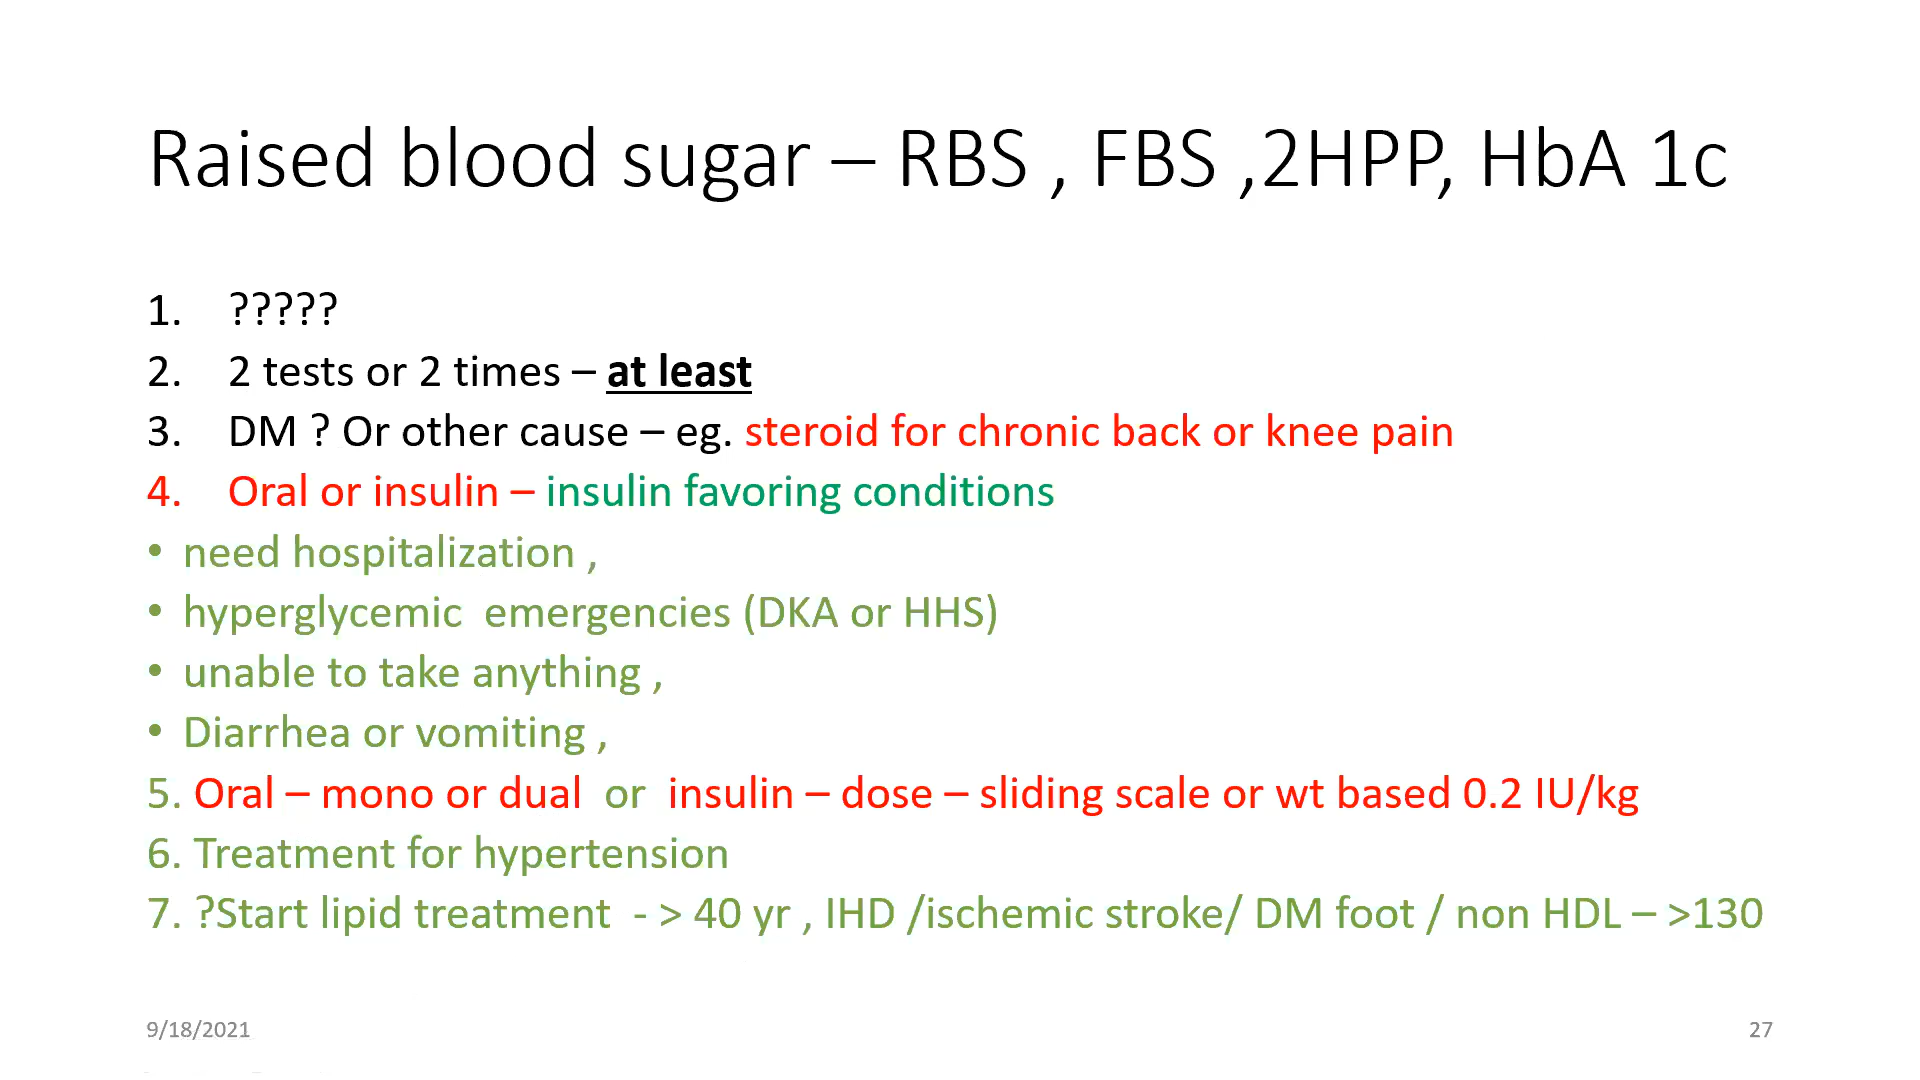 Raised blood sugar – RBS , FBS ,2HPP, HbA 1c
1. ?????
2. 2 tests or 2 times – at least
3. DM ? Or other cause – eg. steroid for chronic back or knee pain
4. Oral or insulin – insulin favoring conditions
• need hospitalization ,
• hyperglycemic  emergencies (DKA or HHS)
• unable to take anything ,
• Diarrhea or vomiting ,
5. Oral – mono or dual  or  insulin – dose – sliding scale or wt based 0.2 IU/kg
6. Treatment for hypertension
7. ?Start lipid treatment  - > 40 yr , IHD /ischemic stroke/ DM foot / non HDL – >130
9/18/2021
27